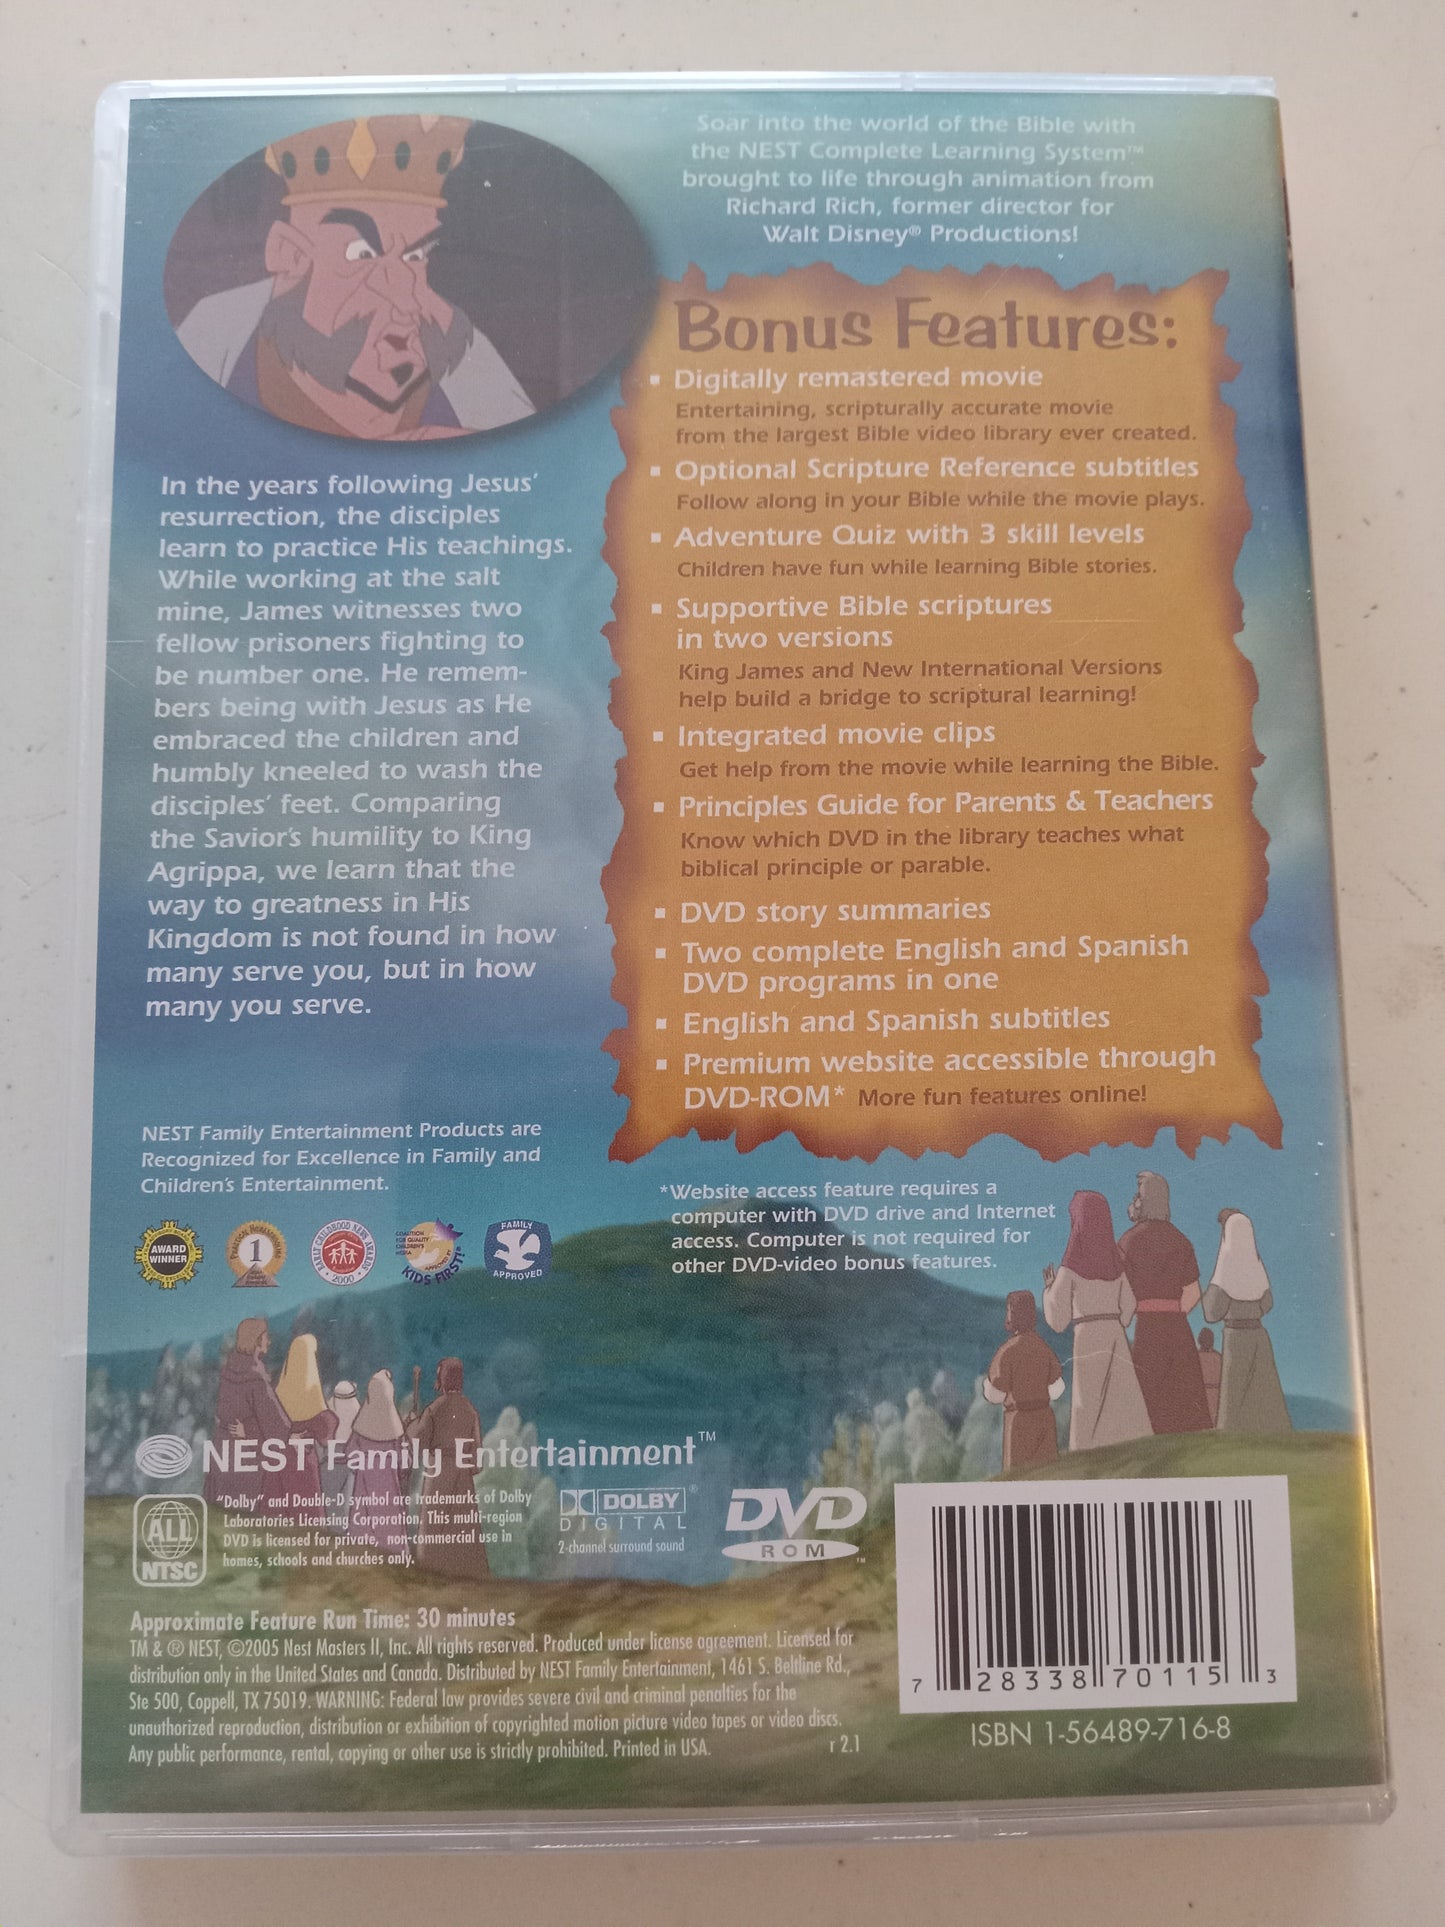 Soar into the world of the Bible with
the NEST Complete Learning System™
brought to life through animation from
Richard Rich, former director for
Walt Disney® Productions!
Bonus Features:
▪ Digitally remastered movie
Entertaining, scripturally accurate movie
from the largest Bible video library ever created.
▪ Optional Scripture Reference subtitles
Follow along in your Bible while the movie plays.
▪ Adventure Quiz with 3 skill levels
Children have fun while learning Bible stories.
▪ Supportive Bible scriptures
in two versions
King James and New International Versions
help build a bridge to scriptural learning!
▪ Integrated movie clips
Get help from the movie while learning the Bible.
▪ Principles Guide for Parents & Teachers
Know which DVD in the library teaches what
biblical principle or parable.
▪ DVD story summaries
▪ Two complete English and Spanish
DVD programs in one
▪ English and Spanish subtitles
▪ Premium website accessible through
DVD-ROM* More fun features online!
In the years following Jesus'
resurrection, the disciples
learn to practice His teachings.
While working at the salt
mine, James witnesses two
fellow prisoners fighting to
be number one. He remem-
bers being with Jesus as He
embraced the children and
humbly kneeled to wash the
disciples' feet. Comparing
the Savior's humility to King
Agrippa, we learn that the
way to greatness in His
Kingdom is not found in how
many serve you, but in how
many you serve.
NEST Family Entertainment Products are
Recognized for Excellence in Family and
Children's Entertainment.
AWARD
WINNER
1
EARLY CHILDHOOD NEWS AWARDS
2000
COALITION
FOR QUALITY
CHILDREN'S
MEDIA
APPROVED BY
KIDS FIRST!®
FAMILY
APPROVED
*Website access feature requires a
computer with DVD drive and Internet
access. Computer is not required for
other DVD-video bonus features.
NEST Family Entertainment™
ALL
NTSC
"Dolby" and Double-D symbol are trademarks of Dolby
Laboratories Licensing Corporation. This multi-region
DVD is licensed for private, non-commercial use in
homes, schools and churches only.
DOLBY®
DIGITAL
2-channel surround sound
DVD
ROM™
Approximate Feature Run Time: 30 minutes
TM & ® NEST, ©2005 Nest Masters II, Inc. All rights reserved. Produced under license agreement. Licensed for
distribution only in the United States and Canada. Distributed by NEST Family Entertainment, 1461 S. Beltline Rd.,
Ste 500, Coppell, TX 75019. WARNING: Federal law provides severe civil and criminal penalties for the
unauthorized reproduction, distribution or exhibition of copyrighted motion picture video tapes or video discs.
Any public performance, rental, copying or other use is strictly prohibited. Printed in USA. r 2.1
7 28338 70115 3
ISBN 1-56489-716-8